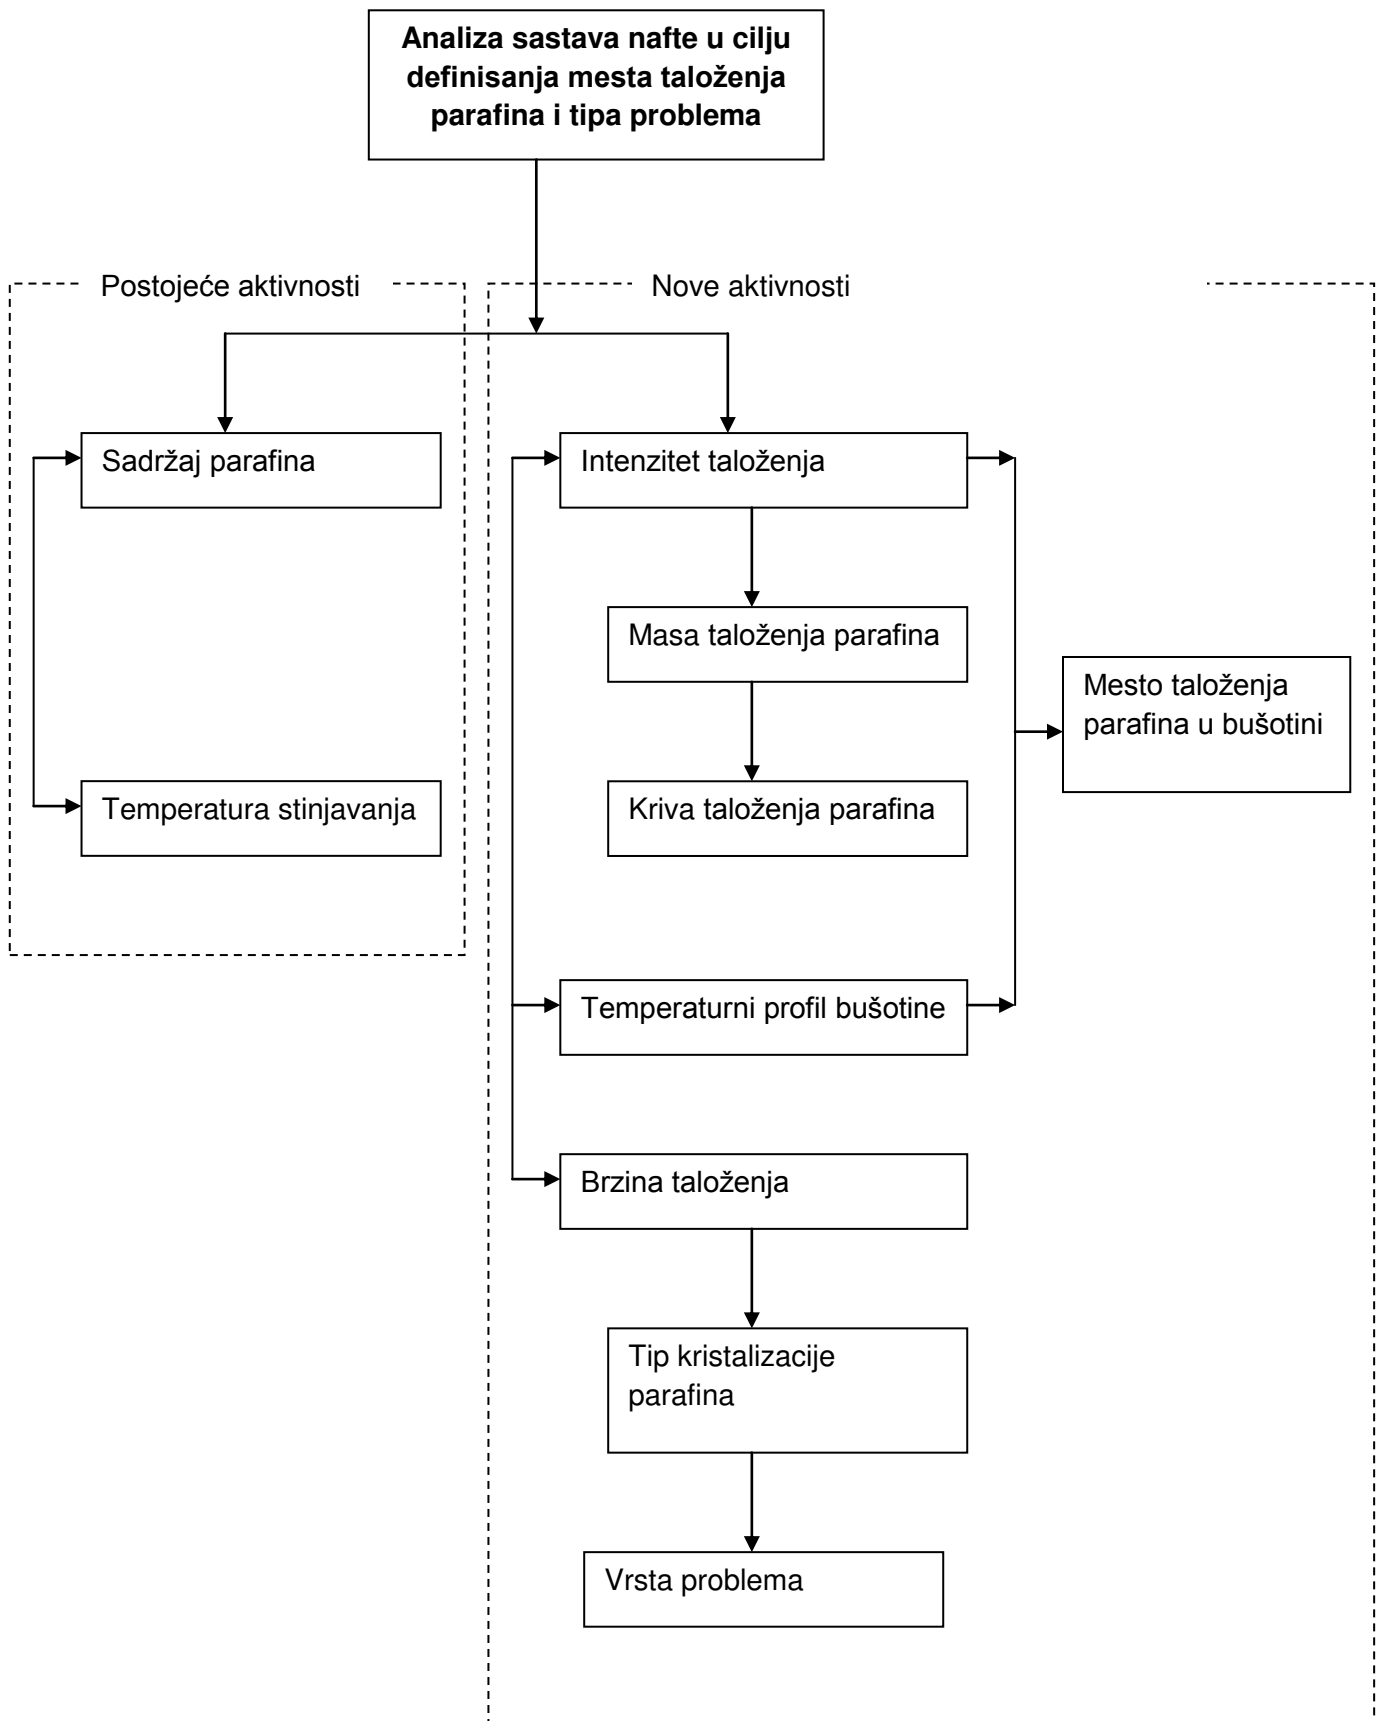 Analiza sastava nafte u cilju
definisanja mesta taloženja
parafina i tipa problema
Postojeće aktivnosti
Nove aktivnosti
Sadržaj parafina
Intenzitet taloženja
Masa taloženja parafina
Mesto taloženja
parafina u bušotini
Temperatura stinjavanja
Kriva taloženja parafina
Temperaturni profil bušotine
Brzina taloženja
Tip kristalizacije
parafina
Vrsta problema